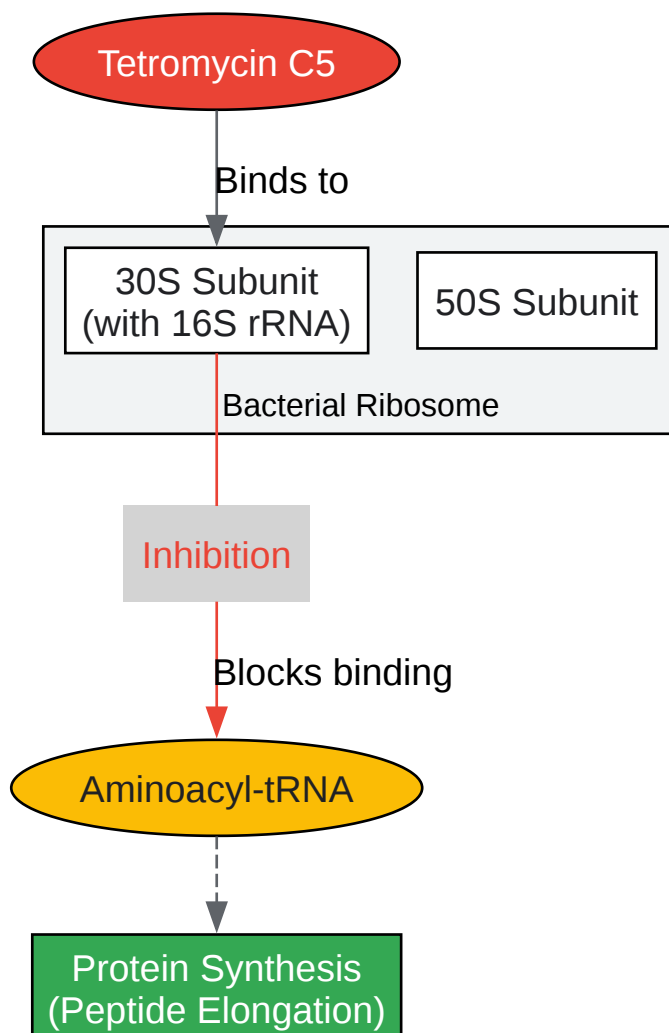 Tetromycin C5
Binds to
30S Subunit
(with 16S rRNA)
50S Subunit
Bacterial Ribosome
Inhibition
Blocks binding
Aminoacyl-tRNA
Protein Synthesis
(Peptide Elongation)